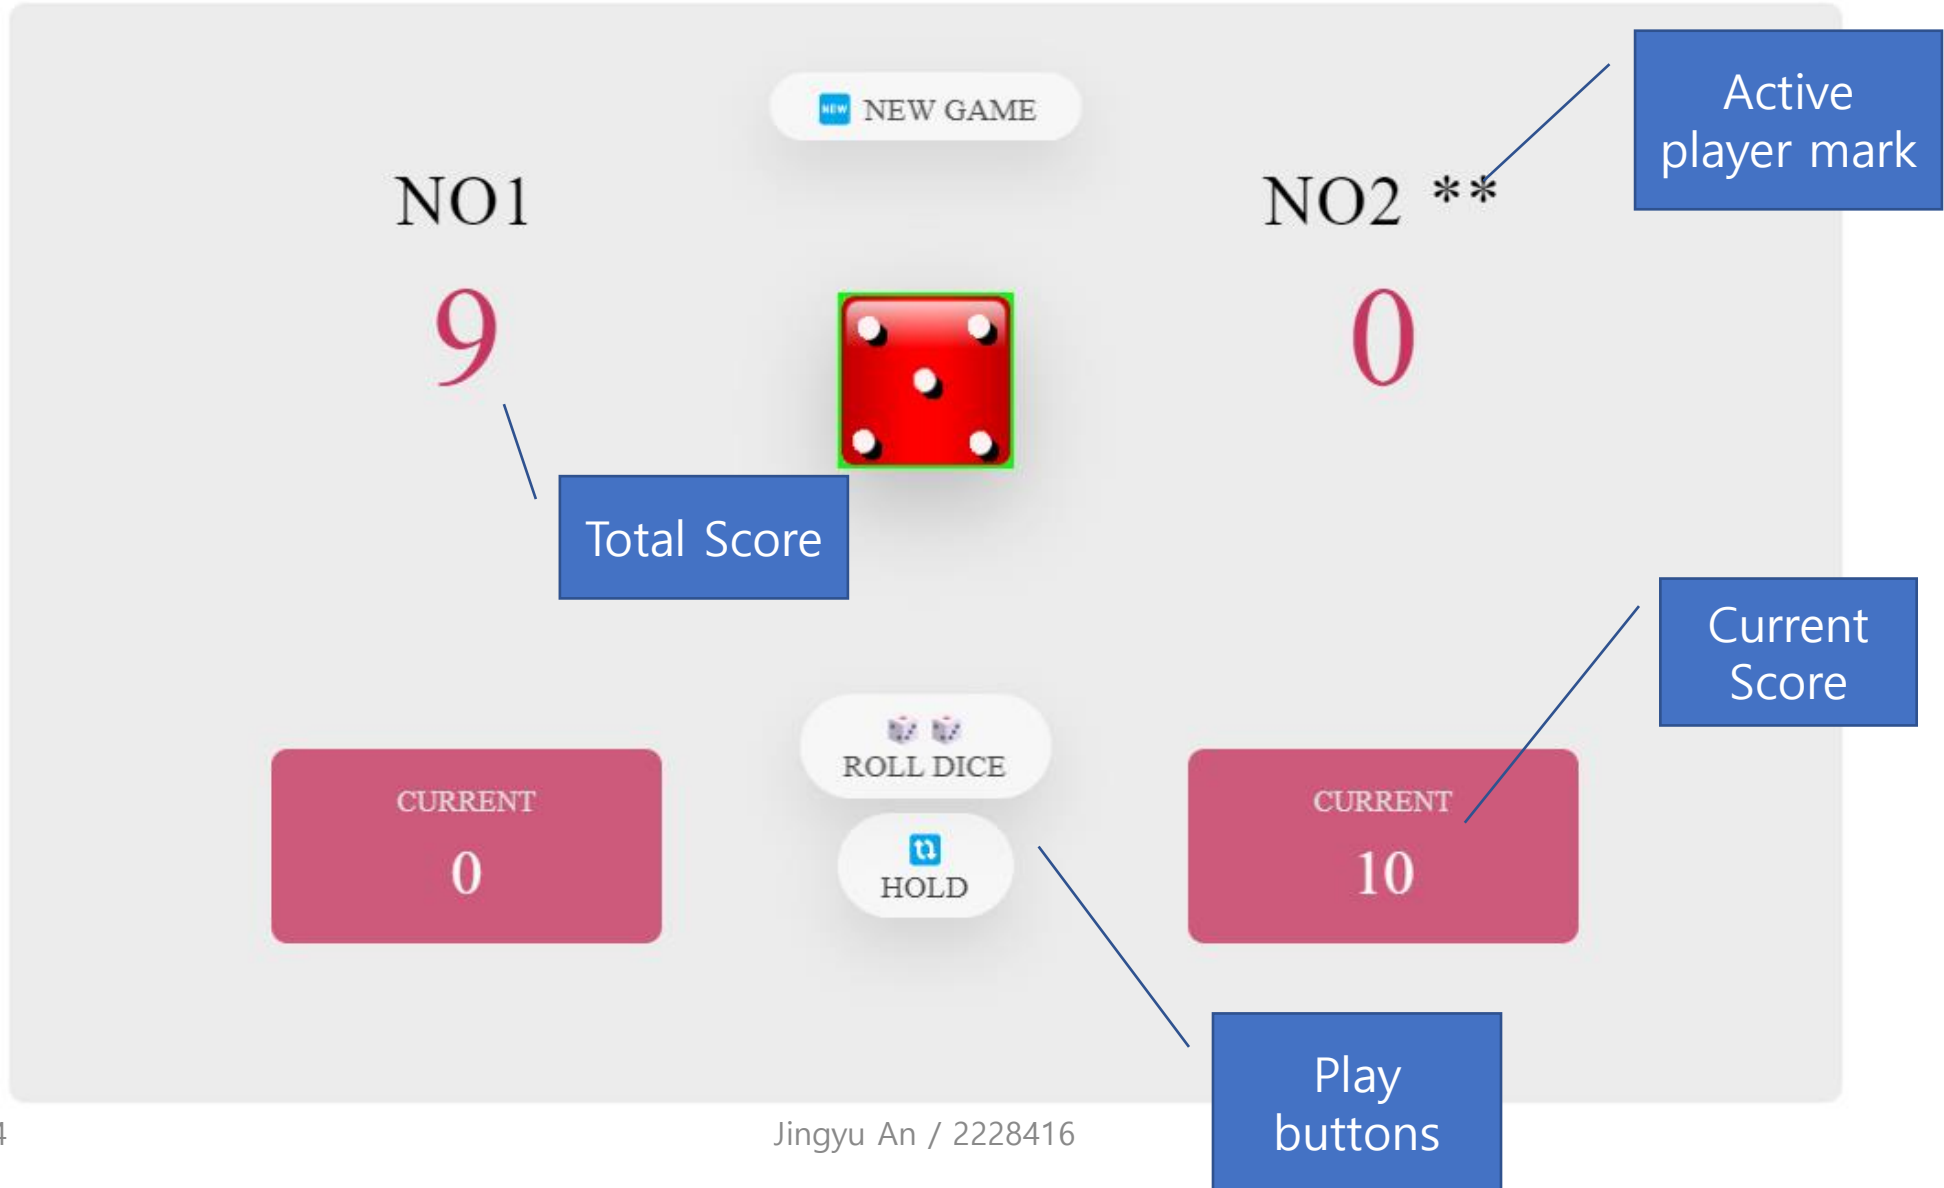 NEW GAME
Active
player mark
NO1
NO2 **
9
0
Total Score
Current
Score
ROLL DICE
CURRENT
0
HOLD
CURRENT
10
Play
buttons
4
Jingyu An / 2228416